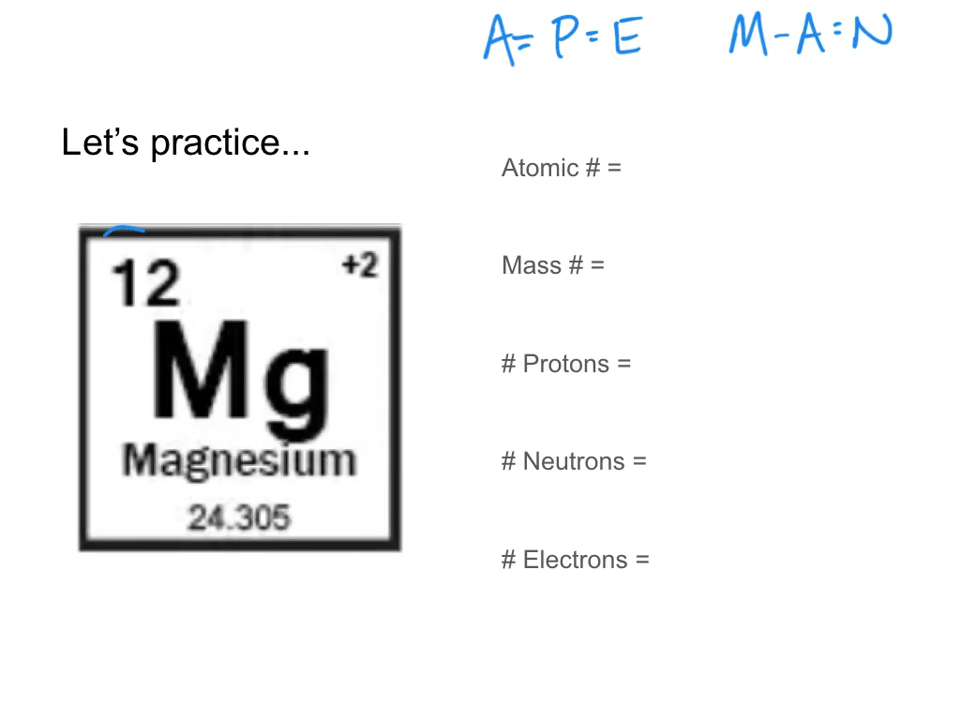 A= P= E
M-A=N
Let's practice...
12
+2
Mg
Magnesium
24.305
Atomic # =
Mass # =
# Protons =
# Neutrons =
# Electrons =